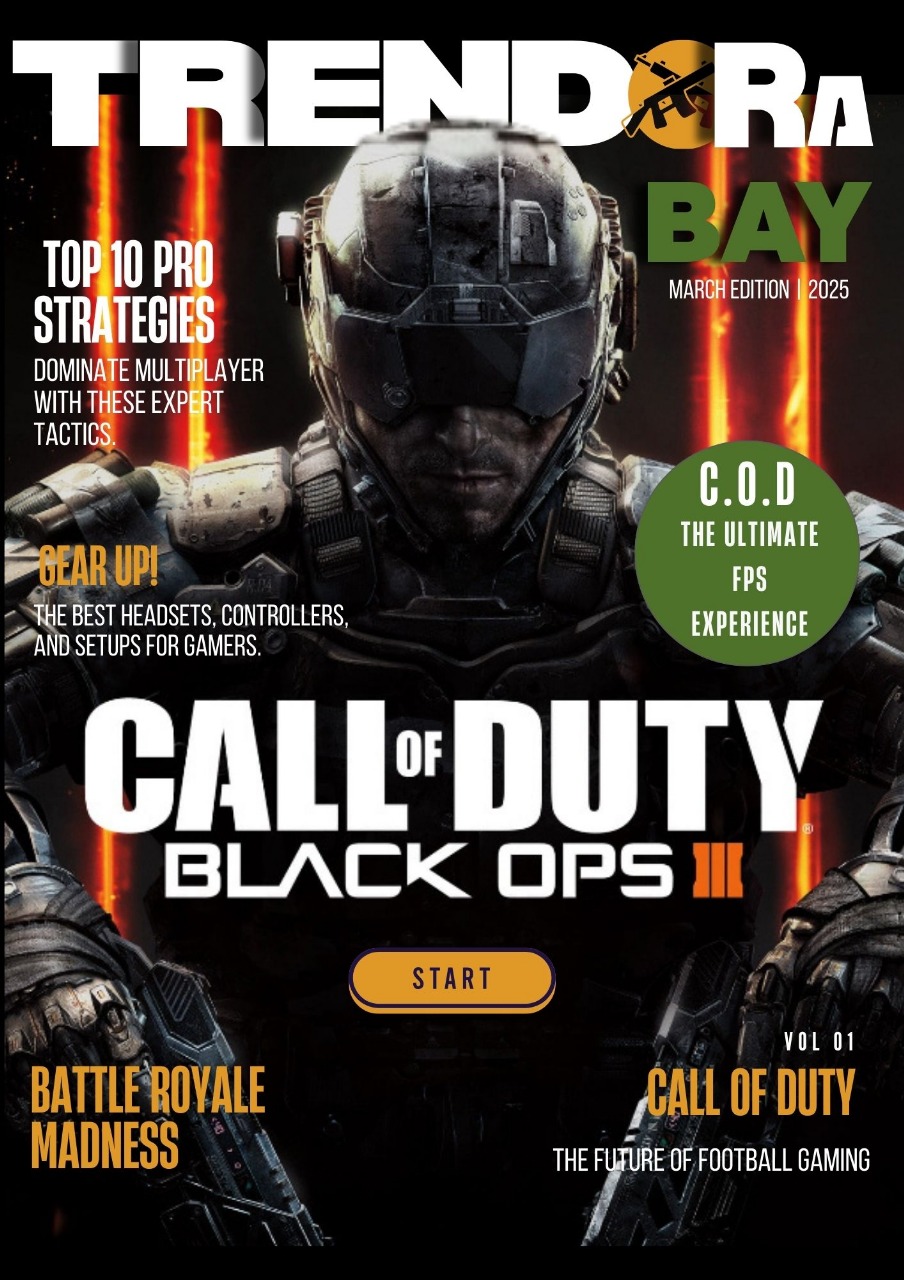 TRENDORA
BAY
MARCH EDITION | 2025
TOP 10 PRO
STRATEGIES
DOMINATE MULTIPLAYER
WITH THESE EXPERT
TACTICS.
C.O.D
THE ULTIMATE
FPS
EXPERIENCE
GEAR UP!
THE BEST HEADSETS, CONTROLLERS,
AND SETUPS FOR GAMERS.
CALL OF DUTY®
BLACK OPS III
START
BATTLE ROYALE
MADNESS
VOL 01
CALL OF DUTY
THE FUTURE OF FOOTBALL GAMING